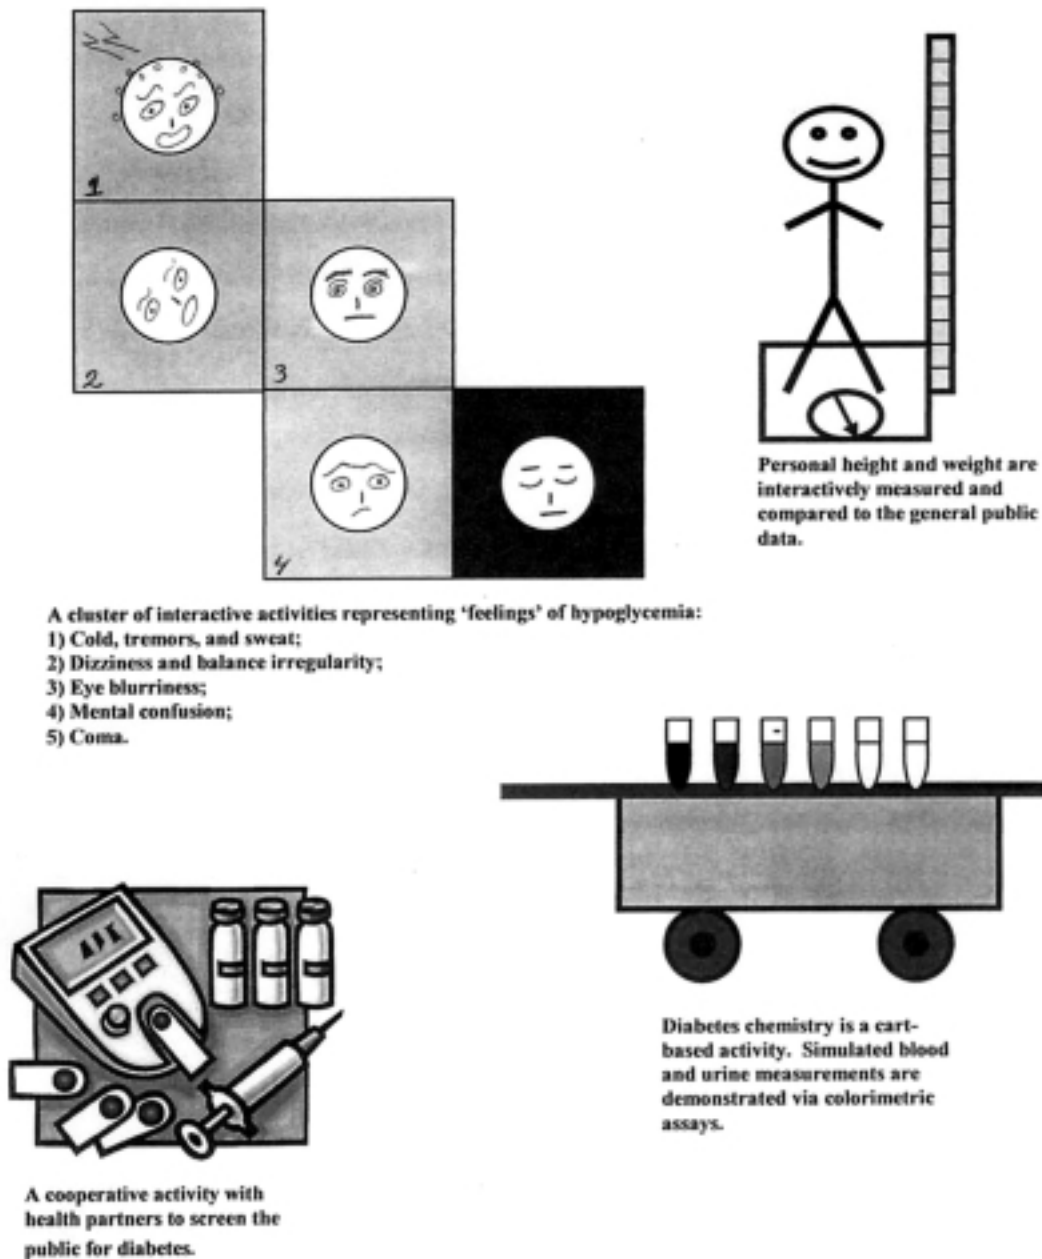 1
2
3
4
A cluster of interactive activities representing ‘feelings’ of hypoglycemia:
1) Cold, tremors, and sweat;
2) Dizziness and balance irregularity;
3) Eye blurriness;
4) Mental confusion;
5) Coma.
Personal height and weight are
interactively measured and
compared to the general public
data.
Diabetes chemistry is a cart-
based activity. Simulated blood
and urine measurements are
demonstrated via colorimetric
assays.
A cooperative activity with
health partners to screen the
public for diabetes.